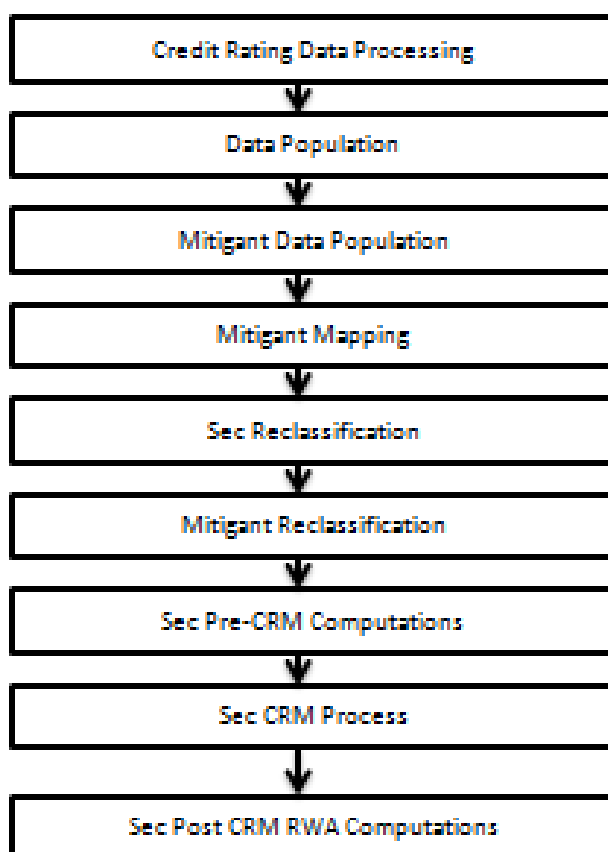 Credit Rating Data Processing
Data Population
Mitigant Data Population
Mitigant Mapping
Sec Reclassification
Mitigant Reclassification
Sec Pre-CRM Computations
Sec CRM Process
Sec Post CRM RWA Computations